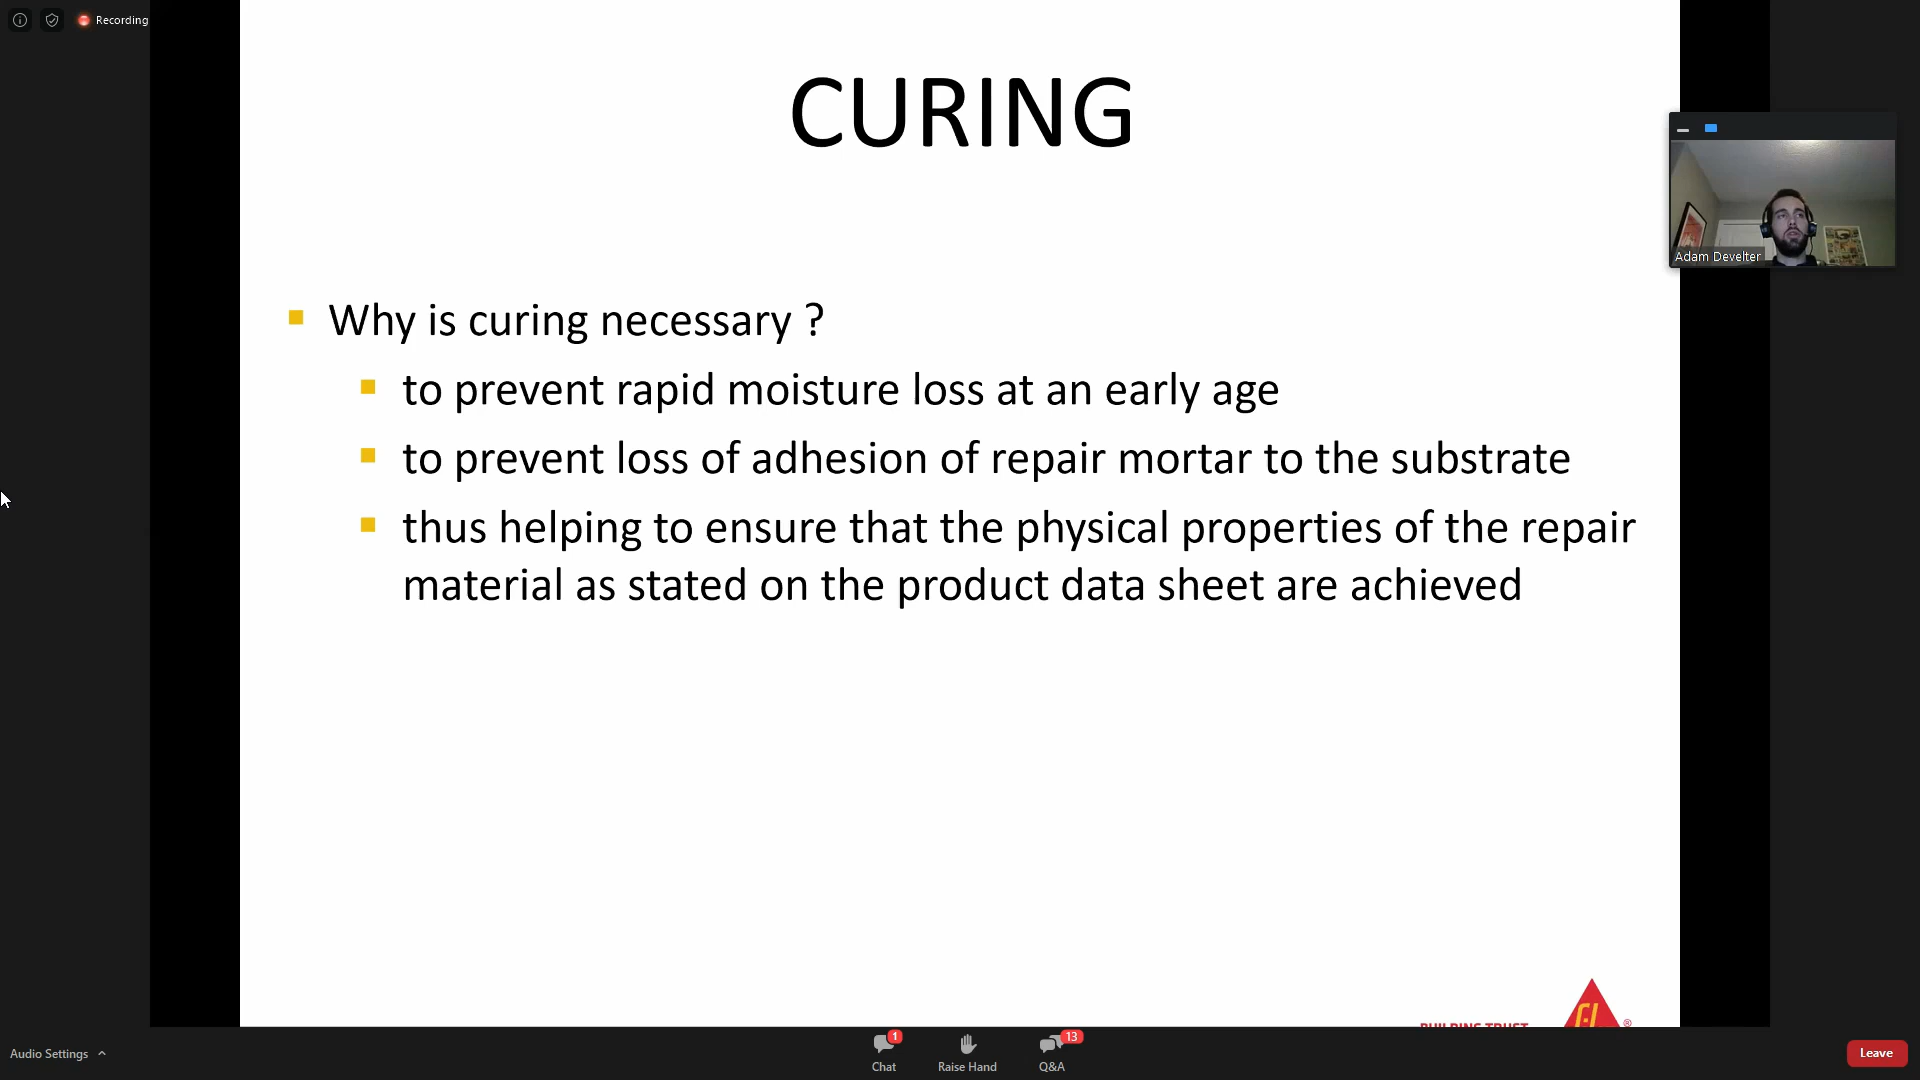 Recording
CURING
Adam Develter
Why is curing necessary ?
to prevent rapid moisture loss at an early age
to prevent loss of adhesion of repair mortar to the substrate
thus helping to ensure that the physical properties of the repair
material as stated on the product data sheet are achieved
BUILDING TRUST
®
Audio Settings
1
Chat
Raise Hand
13
Q&A
Leave